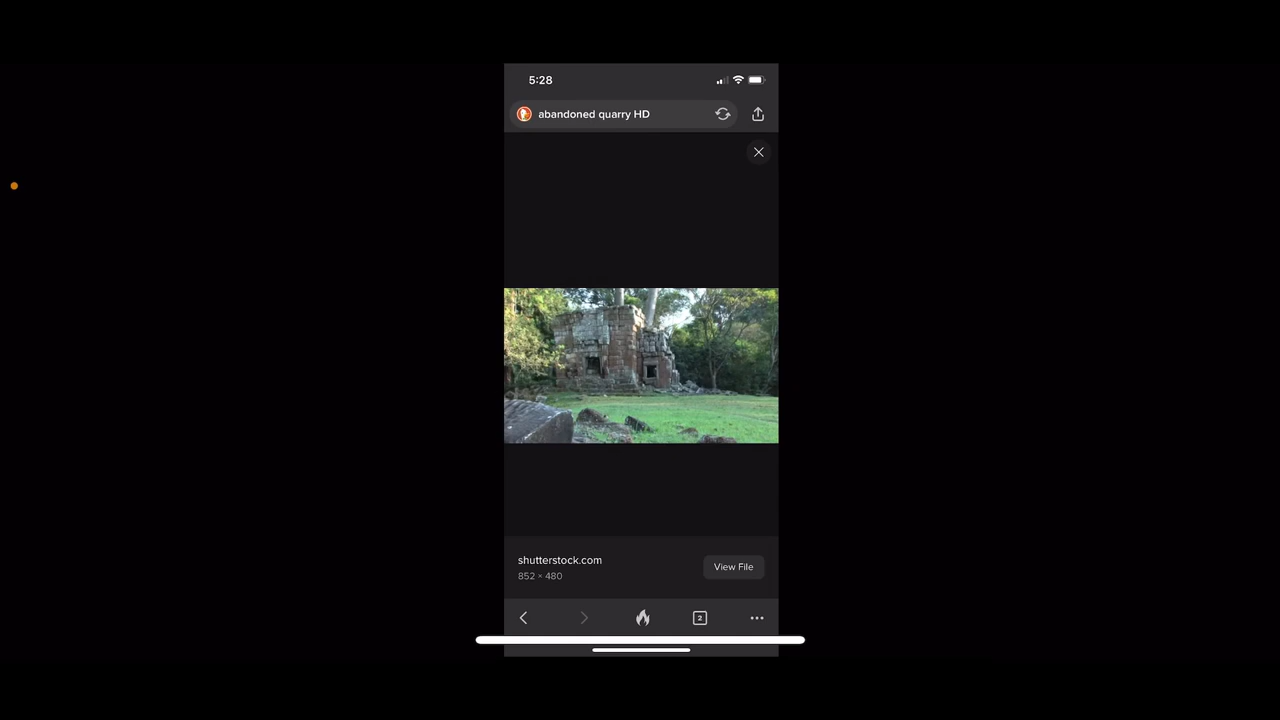 5:28
abandoned quarry HD
shutterstock.com
852 × 480
View File
2